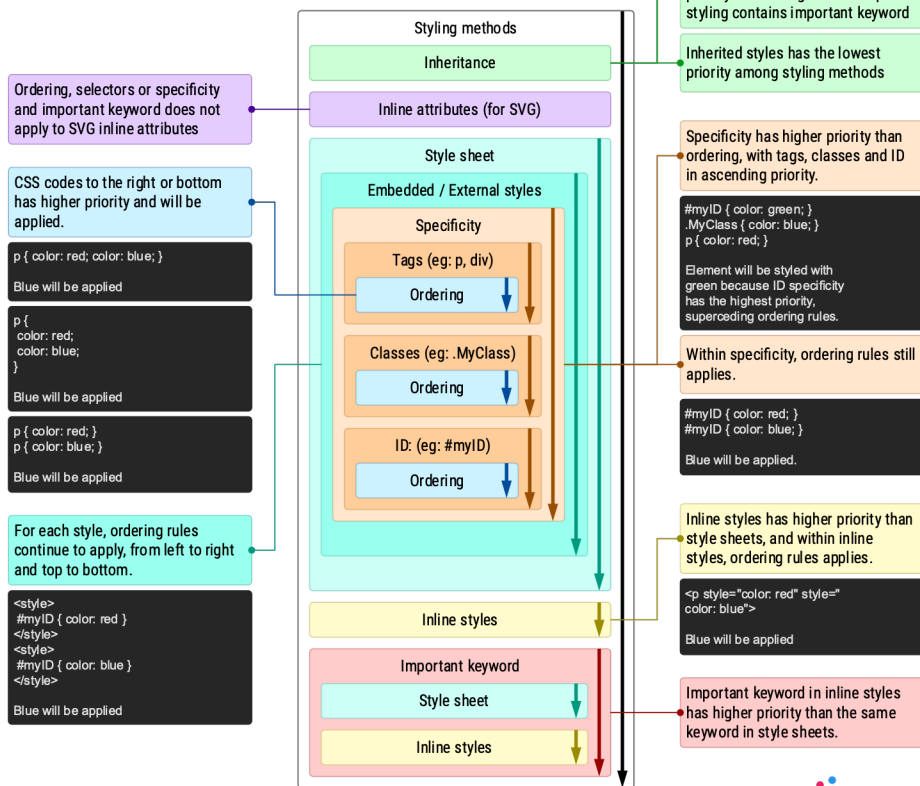 styling contains important keyword
Styling methods
Inheritance
Inherited styles has the lowest
priority among styling methods
Ordering, selectors or specificity
and important keyword does not
apply to SVG inline attributes
Inline attributes (for SVG)
Style sheet
Specificity has higher priority than
ordering, with tags, classes and ID
in ascending priority.
CSS codes to the right or bottom
has higher priority and will be
applied.
Embedded / External styles
Specificity
#myID { color: green; }
.MyClass { color: blue; }
p { color: red; }
Element will be styled with
green because ID specificity
has the highest priority,
superceding ordering rules.
p { color: red; color: blue; }
Blue will be applied
Tags (eg: p, div)
Ordering
p {
color: red;
color: blue;
}
Blue will be applied
Classes (eg: .MyClass)
Ordering
Within specificity, ordering rules still
applies.
#myID { color: red; }
#myID { color: blue; }
Blue will be applied.
p { color: red; }
p { color: blue; }
Blue will be applied
ID: (eg: #myID)
Ordering
For each style, ordering rules
continue to apply, from left to right
and top to bottom.
Inline styles has higher priority than
style sheets, and within inline
styles, ordering rules applies.
<style>
#myID { color: red }
</style>
<style>
#myID { color: blue }
</style>
Blue will be applied
<p style="color: red" style="
color: blue">
Blue will be applied
Inline styles
Important keyword
Style sheet
Inline styles
Important keyword in inline styles
has higher priority than the same
keyword in style sheets.